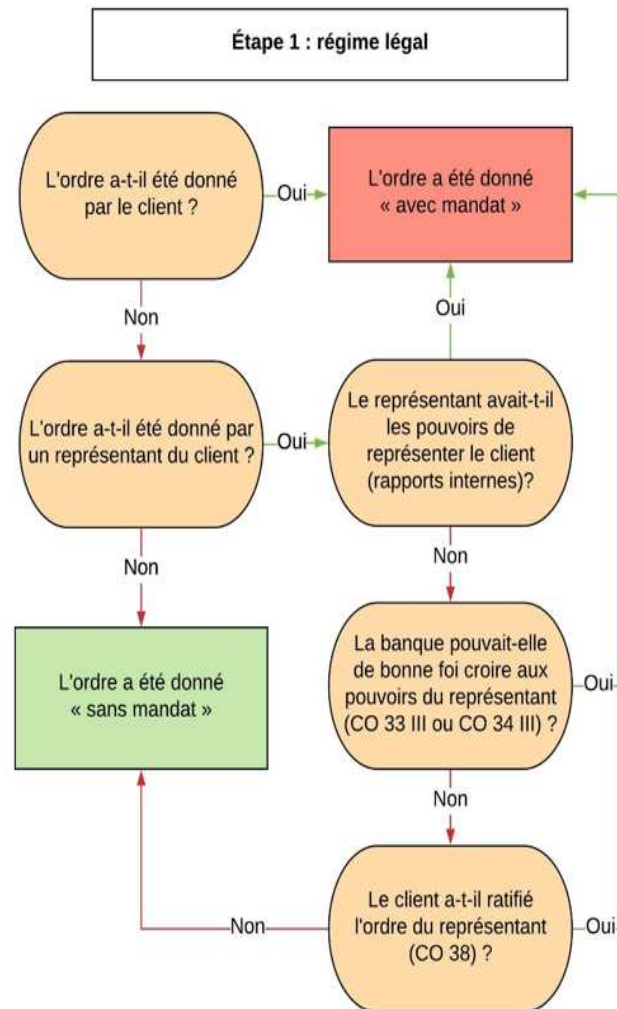 Étape 1 : régime légal
L'ordre a-t-il été donné
par le client ?
Oui
L'ordre a été donné
« avec mandat »
Non
Oui
L'ordre a-t-il été donné par
un représentant du client ?
Oui
Le représentant avait-t-il
les pouvoirs de
représenter le client
(rapports internes)?
Non
Non
L'ordre a été donné
« sans mandat »
La banque pouvait-elle
de bonne foi croire aux
pouvoirs du représentant
(CO 33 III ou CO 34 III) ?
Oui
Non
Non
Le client a-t-il ratifié
l'ordre du représentant
(CO 38) ?
Oui